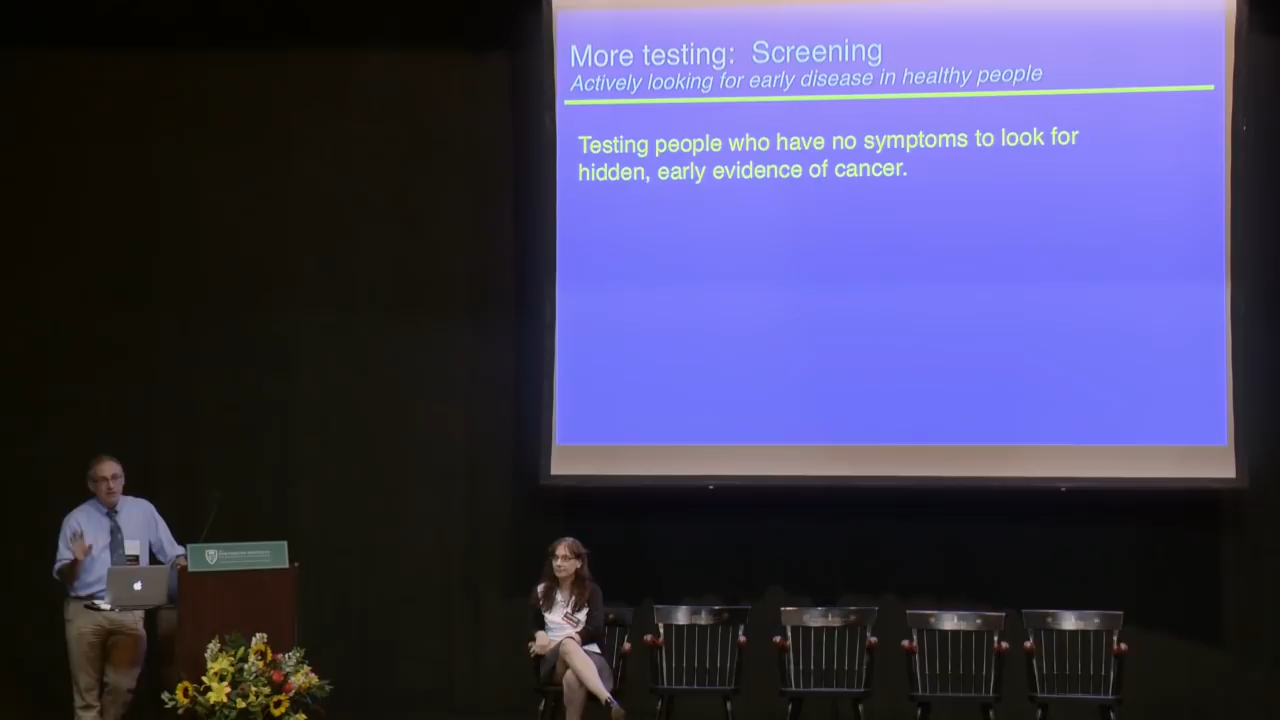 More testing: Screening
Actively looking for early disease in healthy people
Testing people who have no symptoms to look for
hidden, early evidence of cancer.